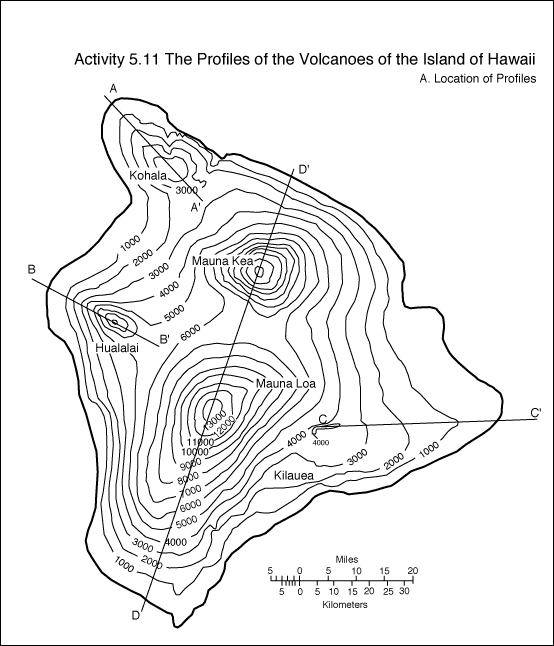 Activity 5.11 The Profiles of the Volcanoes of the Island of Hawaii
A. Location of Profiles
A
D'
Kohala
3000
A'
1000
2000
Mauna Kea
B
3000
4000
5000
6000
B'
Hualalai
Mauna Loa
C
C'
13000
12000
4000
4000
11000
10000
1000
2000
3000
9000
8000
Kilauea
7000
6000
5000
4000
3000
2000
1000
D
Miles
5 0 5 10 15 20
5 0 5 10 15 20 25 30
Kilometers